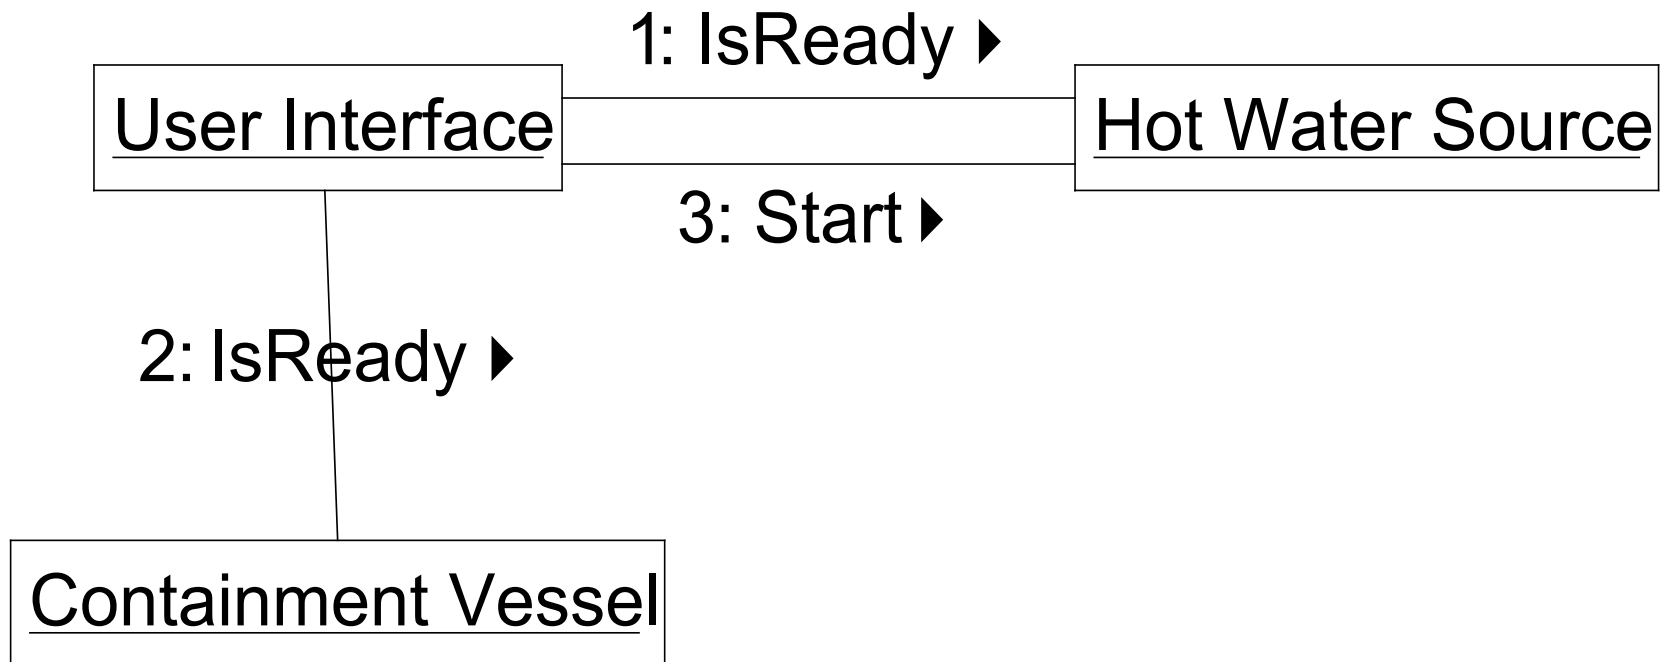 1: IsReady ▶
User Interface
Hot Water Source
3: Start ▶
2: IsReady ▶
Containment Vessel